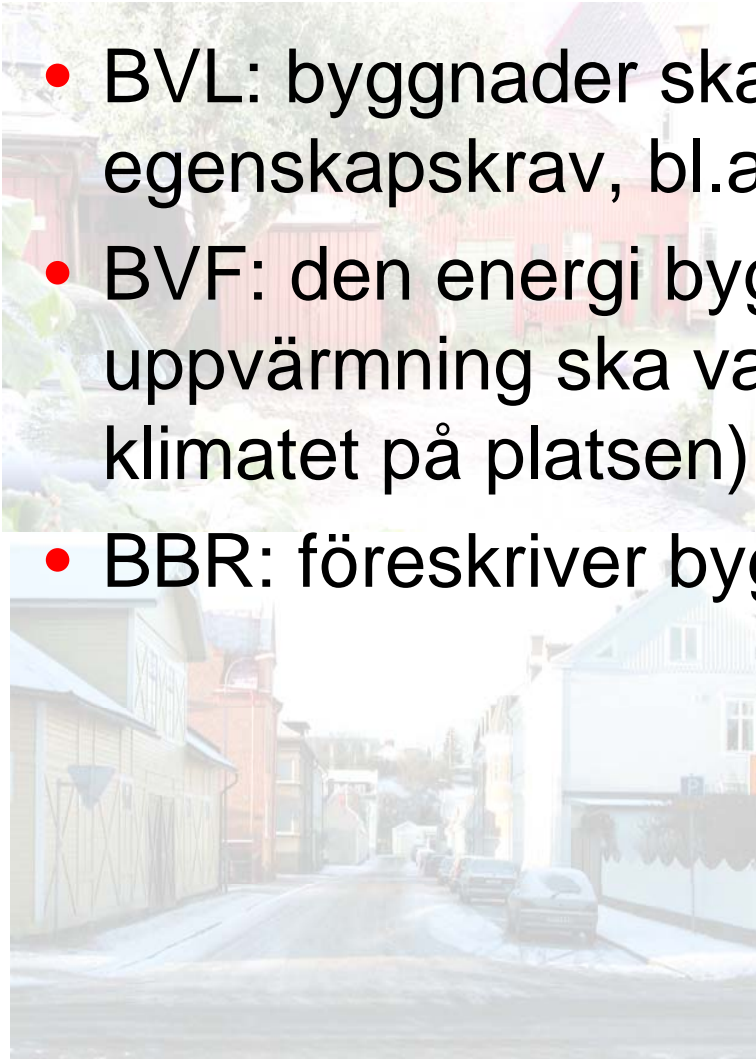 • BVL: byggnader ska
egenskapskrav, bl.a
• BVF: den energi byg
uppvärmning ska va
klimatet på platsen)
• BBR: föreskriver byg